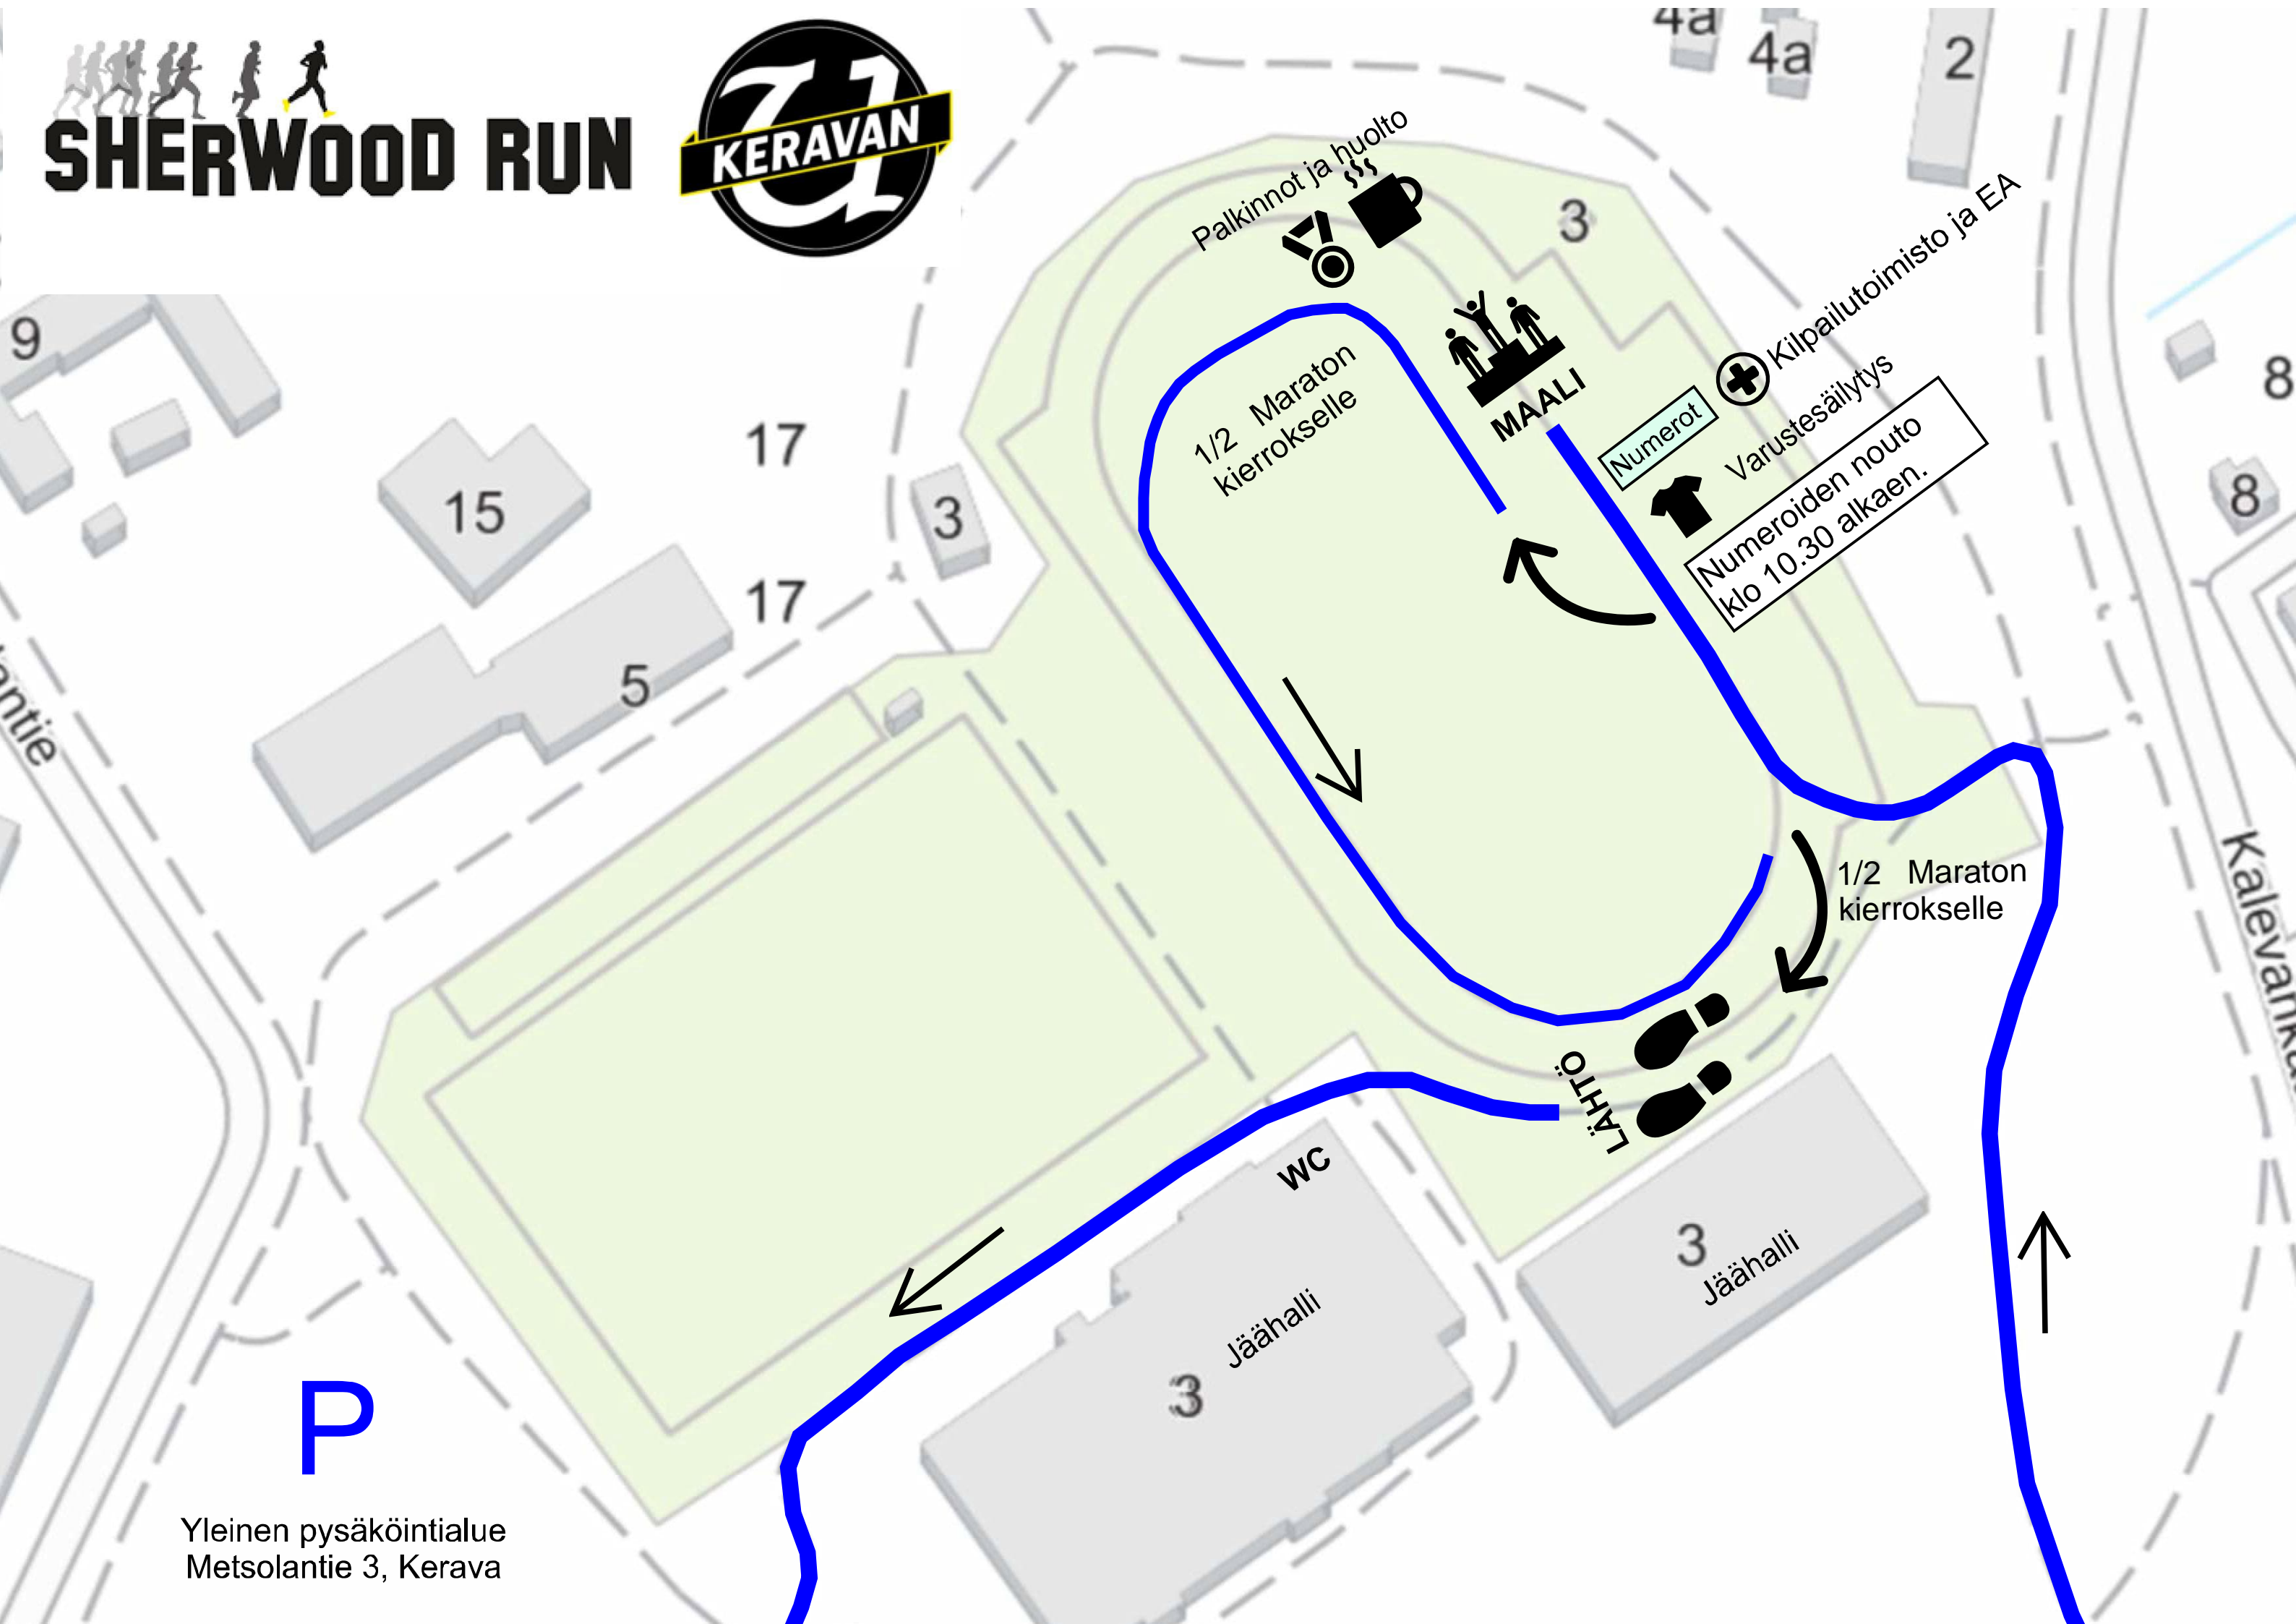 SHERWOOD RUN
KERAVAN
U
4a
4a
2
Palkinnot ja huolto
3
Kilpailutoimisto ja EA
9
MAALI
Numerot
Varustesäilytys
1/2 Maraton
kierrokselle
Numeroiden nouto
klo 10.30 alkaen.
8
8
17
15
3
17
5
1/2 Maraton
kierrokselle
LÄHTÖ
WC
3
Jäähalli
Jäähalli
3
P
Yleinen pysäköintialue
Metsolantie 3, Kerava